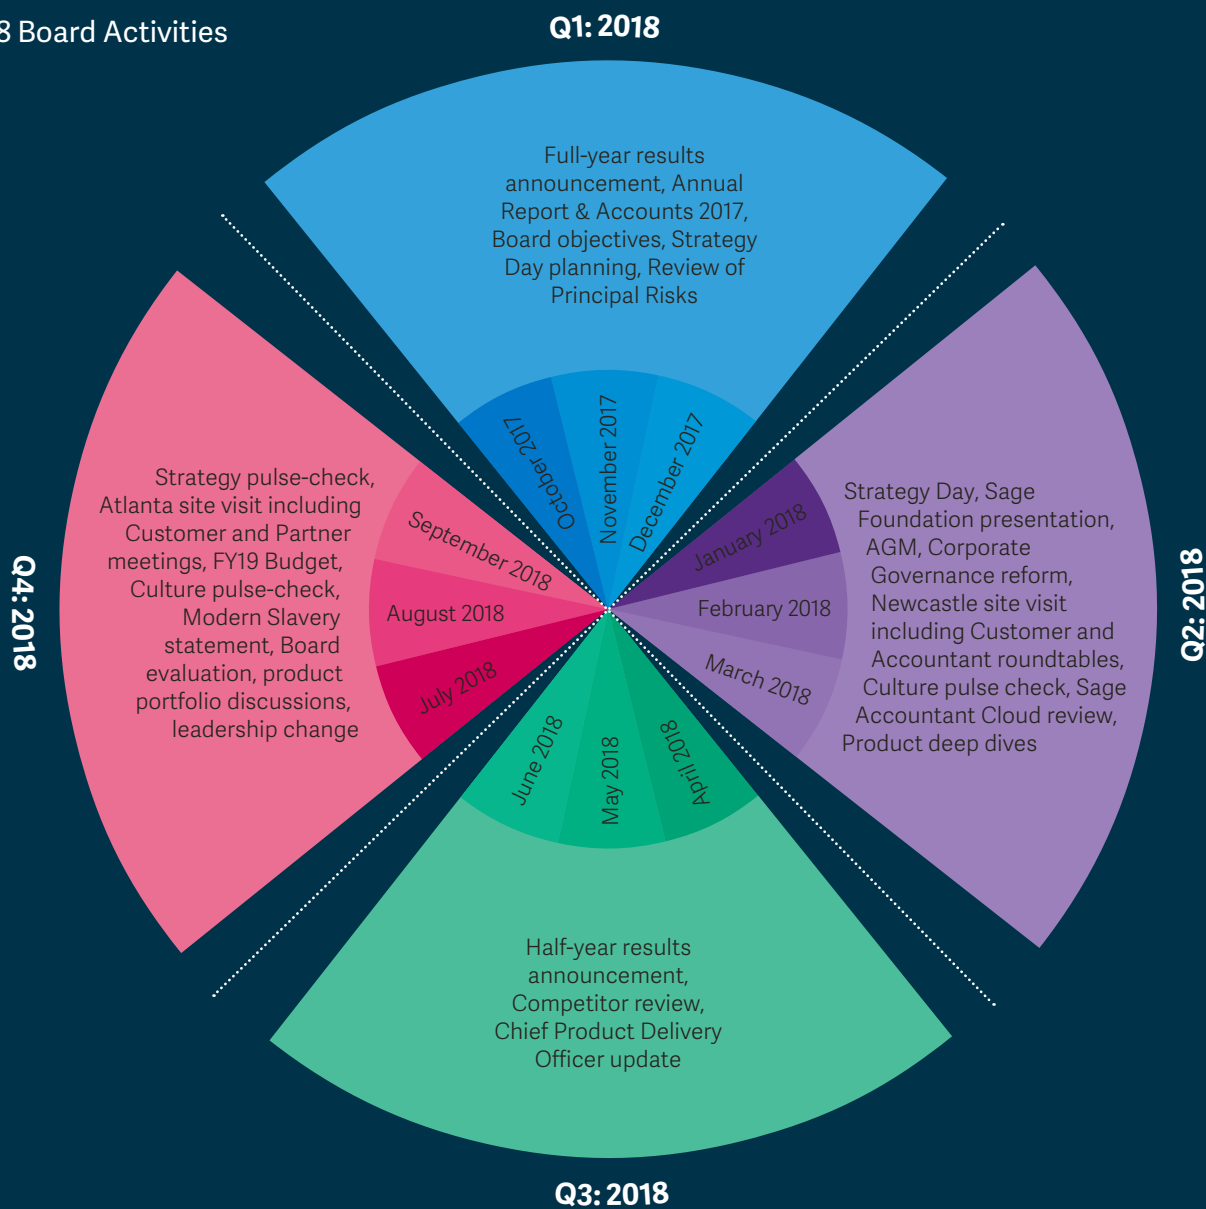 8 Board Activities
Q1: 2018
Full-year results
announcement, Annual
Report & Accounts 2017,
Board objectives, Strategy
Day planning, Review of
Principal Risks
October 2017
November 2017
December 2017
January 2018
February 2018
March 2018
Strategy Day, Sage
Foundation presentation,
AGM, Corporate
Governance reform,
Newcastle site visit
including Customer and
Accountant roundtables,
Culture pulse check, Sage
Accountant Cloud review,
Product deep dives
Q2: 2018
April 2018
May 2018
June 2018
Half-year results
announcement,
Competitor review,
Chief Product Delivery
Officer update
Q3: 2018
July 2018
August 2018
September 2018
Strategy pulse-check,
Atlanta site visit including
Customer and Partner
meetings, FY19 Budget,
Culture pulse-check,
Modern Slavery
statement, Board
evaluation, product
portfolio discussions,
leadership change
Q4: 2018